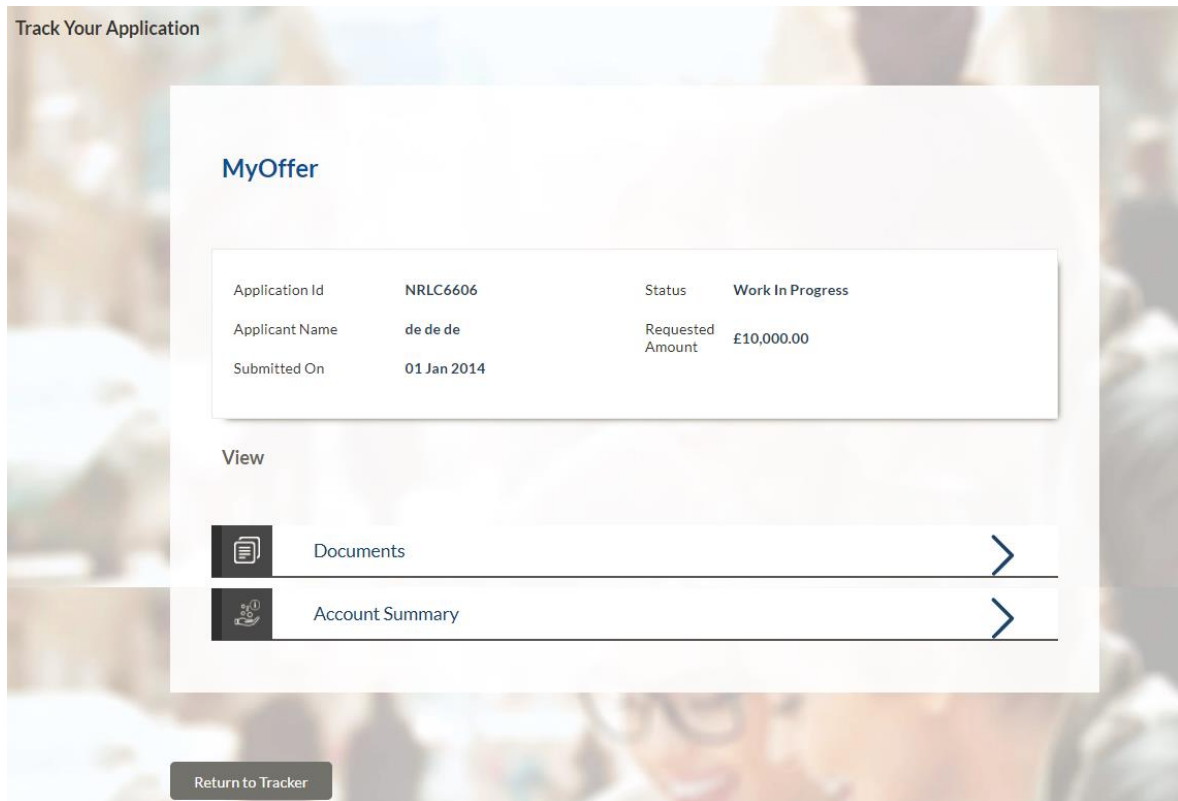 Track Your Application
MyOffer
Application Id NRLC6606 Status Work In Progress
Applicant Name de de de Requested Amount £10,000.00
Submitted On 01 Jan 2014
View
Documents
Account Summary
Return to Tracker